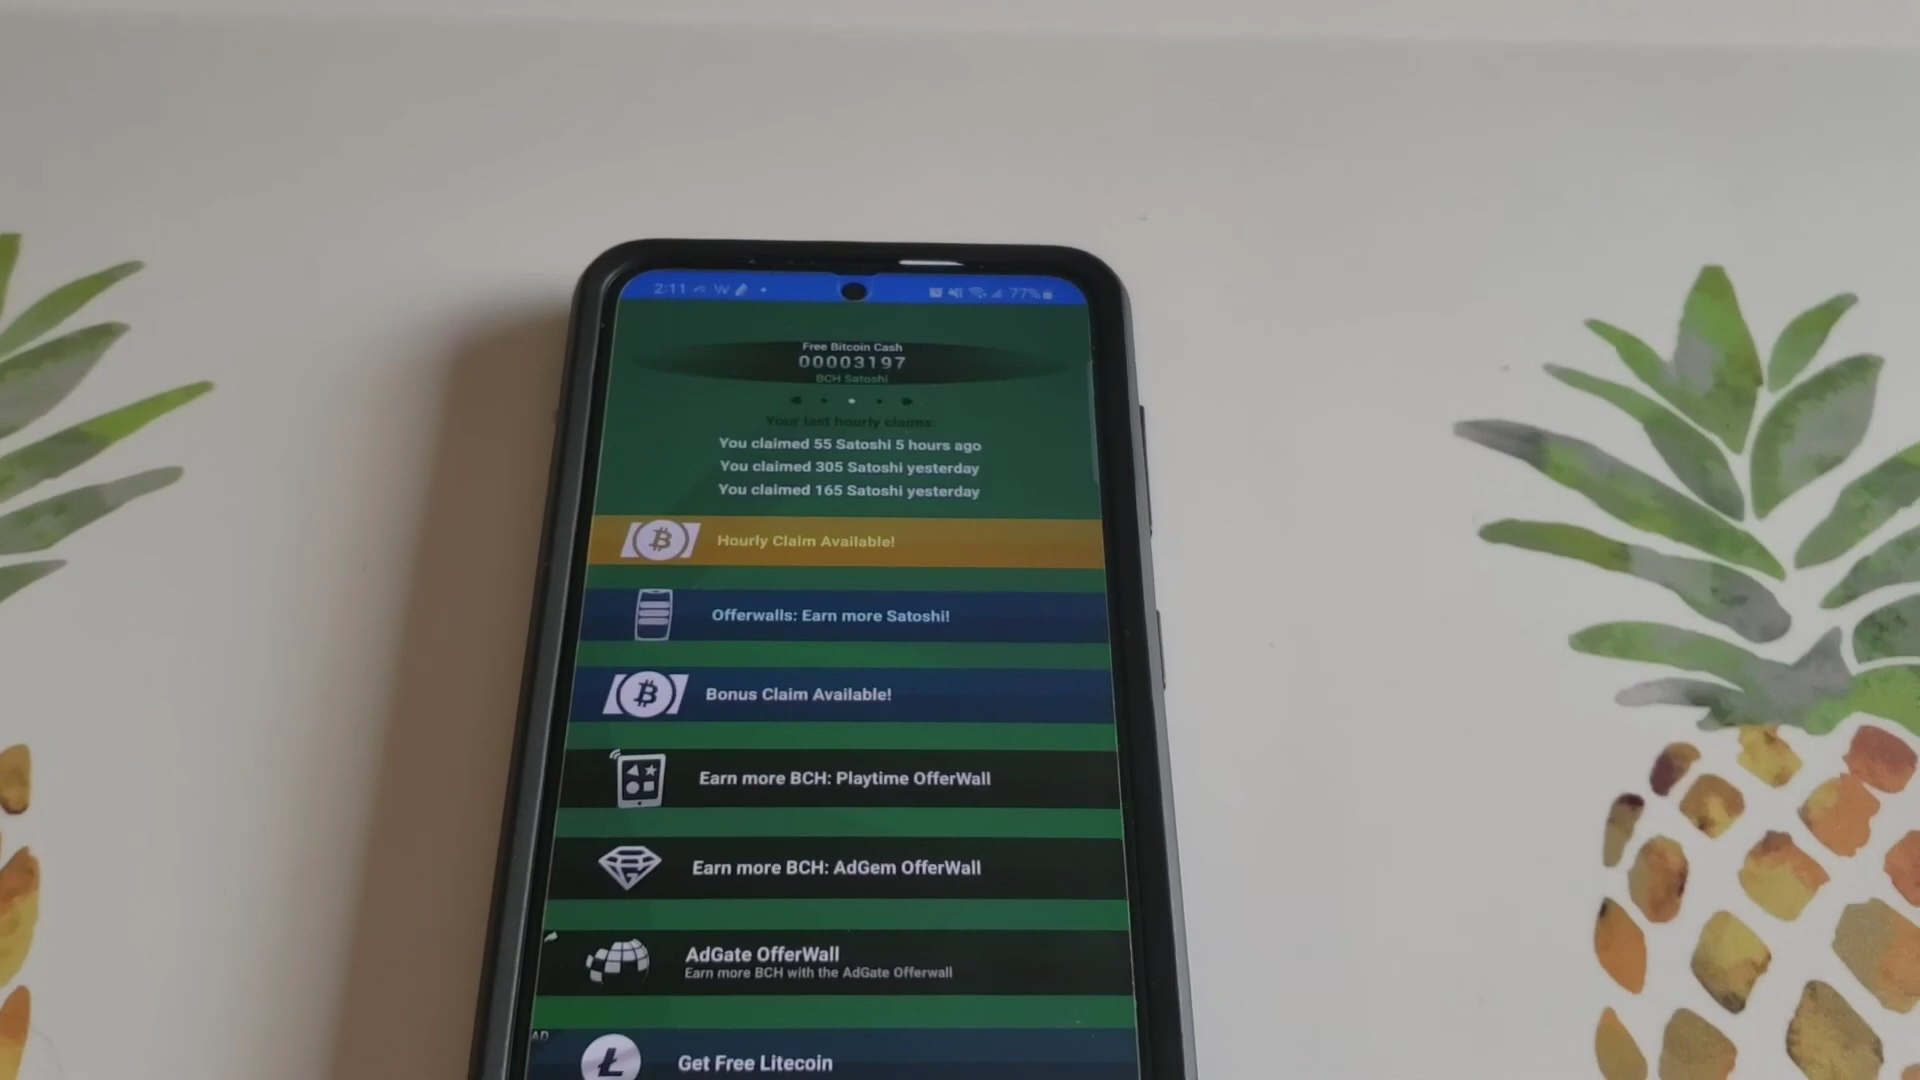 2:11 W 77%
Free Bitcoin Cash
00003197
BCH Satoshi
Your last hourly claims:
You claimed 55 Satoshi 5 hours ago
You claimed 305 Satoshi yesterday
You claimed 165 Satoshi yesterday
Hourly Claim Available!
Offerwalls: Earn more Satoshi!
Bonus Claim Available!
Earn more BCH: Playtime OfferWall
Earn more BCH: AdGem OfferWall
AdGate OfferWall
Earn more BCH with the AdGate Offerwall
AD
Get Free Litecoin